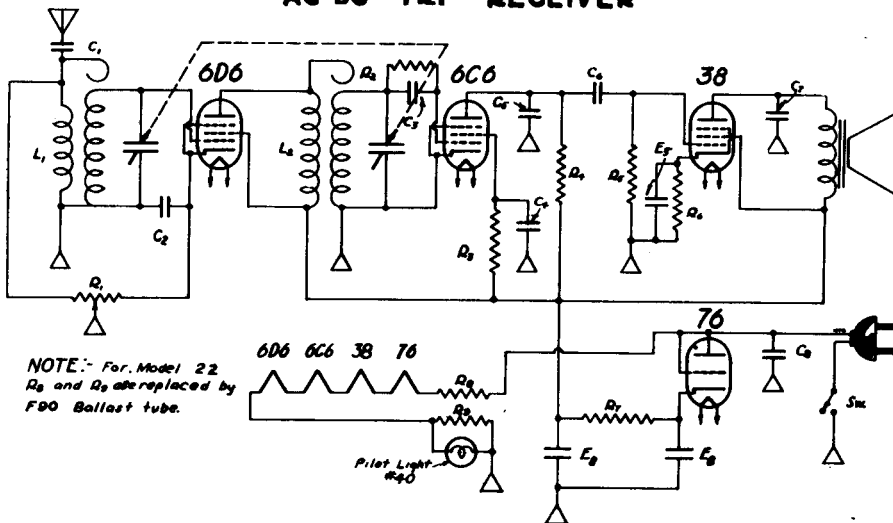 AC-DC TRF RECEIVER
C1
6D6
R2
6C6
C6
38
C3
C5
C7
L1
L2
R4
R5
E5
R6
C2
C4
R3
R1
76
NOTE:- For Model 22
R8 and R9 are replaced by
F90 Ballast tube.
6D6 6C6 38 76
R8
C8
R9
R7
Sw.
Pilot Light
#40
E8
E8